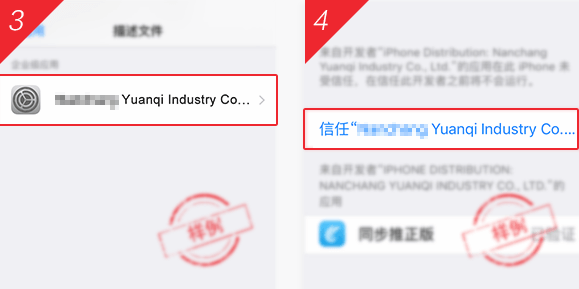 3
描述文件
企业级应用
Yuanqi Industry Co...
样例
4
来自开发者“iPhone Distribution: Nanchang
Yuanqi Industry Co., Ltd.”的应用在此 iPhone 未
受信任，在信任此开发者之前将不会运行。
信任“Nanchang Yuanqi Industry Co....
来自开发者“IPHONE DISTRIBUTION:
NANCHANG YUANQI INDUSTRY CO., LTD.”的
应用
同步推正版
已验证
样例